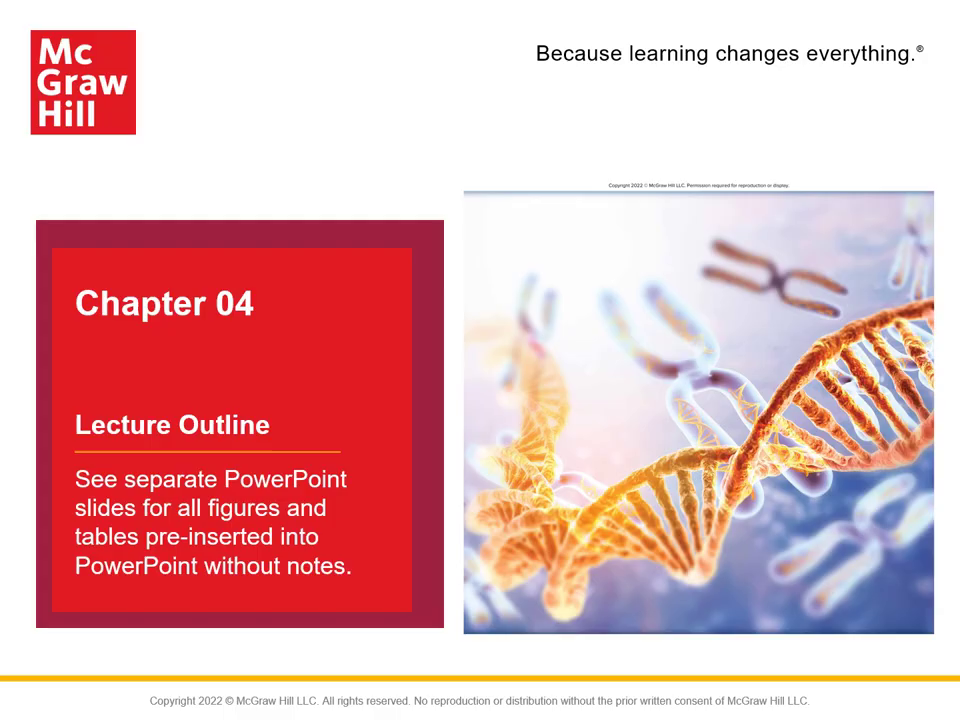 Mc
Graw
Hill
Because learning changes everything.®
Copyright 2022 © McGraw Hill LLC. Permission required for reproduction or display.
Chapter 04
Lecture Outline
See separate PowerPoint
slides for all figures and
tables pre-inserted into
PowerPoint without notes.
Copyright 2022 © McGraw Hill LLC. All rights reserved. No reproduction or distribution without the prior written consent of McGraw Hill LLC.